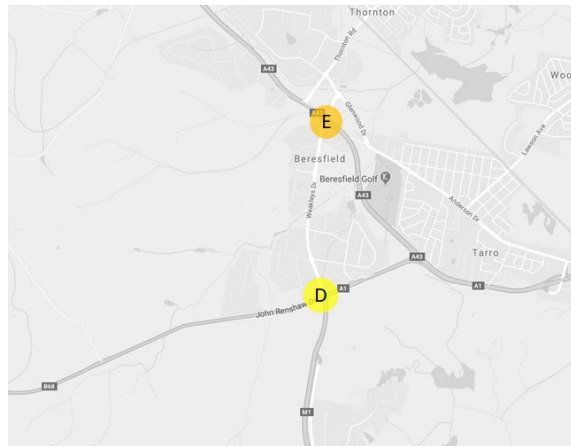 Thornton
Thornton Rd
A43
Woo
A43
E
Glenwood Dr
Lawson Ave
Beresfield
Beresfield Golf
Weakleys Dr
A43
Anderson Dr
Tarro
A43
A1
D
A1
John Renshaw
B68
M1